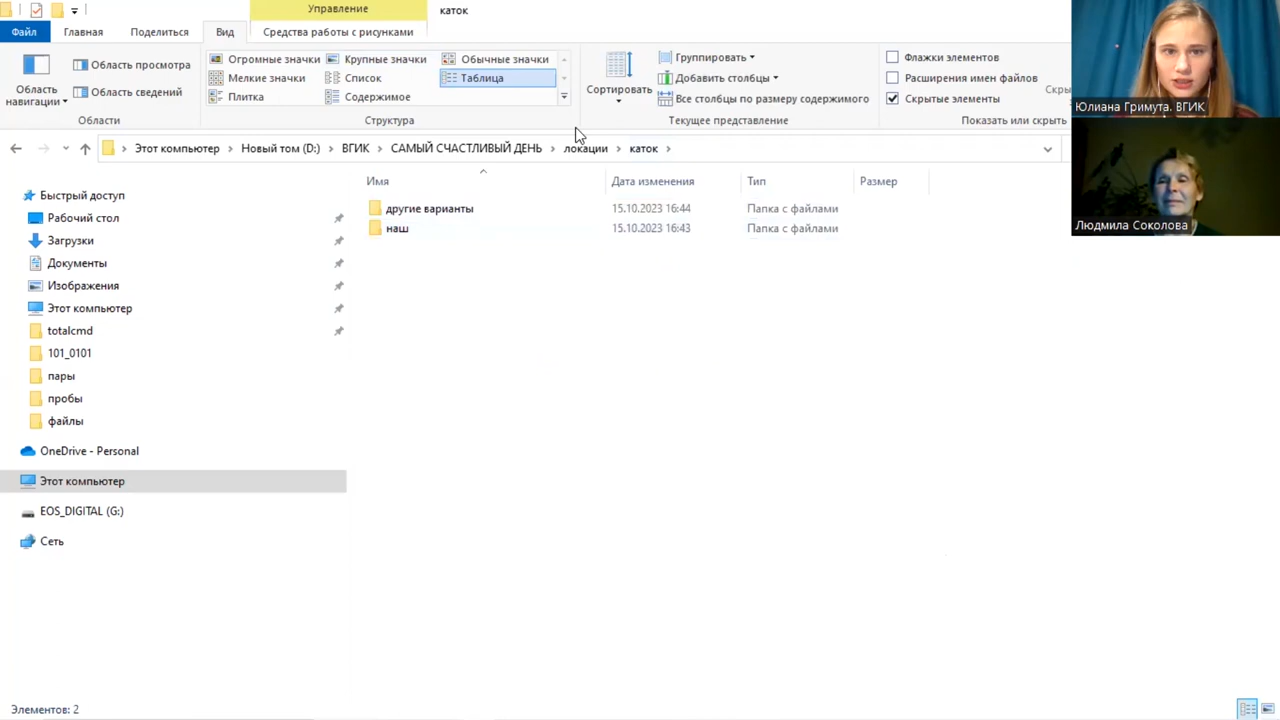 Управление
каток
Файл
Главная
Поделиться
Вид
Средства работы с рисунками
Область навигации
Область просмотра
Область сведений
Области
Огромные значки
Крупные значки
Обычные значки
Мелкие значки
Список
Таблица
Плитка
Содержимое
Структура
Сортировать
Группировать
Добавить столбцы
Все столбцы по размеру содержимого
Текущее представление
Флажки элементов
Расширения имен файлов
Скрытые элементы
Показать или скрыть
Юлиана Гримута. ВГИК
Людмила Соколова
Этот компьютер
Новый том (D:)
ВГИК
САМЫЙ СЧАСТЛИВЫЙ ДЕНЬ
локации
каток
Имя
Дата изменения
Тип
Размер
другие варианты
15.10.2023 16:44
Папка с файлами
наш
15.10.2023 16:43
Папка с файлами
Быстрый доступ
Рабочий стол
Загрузки
Документы
Изображения
Этот компьютер
totalcmd
101_0101
пары
пробы
файлы
OneDrive - Personal
Этот компьютер
EOS_DIGITAL (G:)
Сеть
Элементов: 2